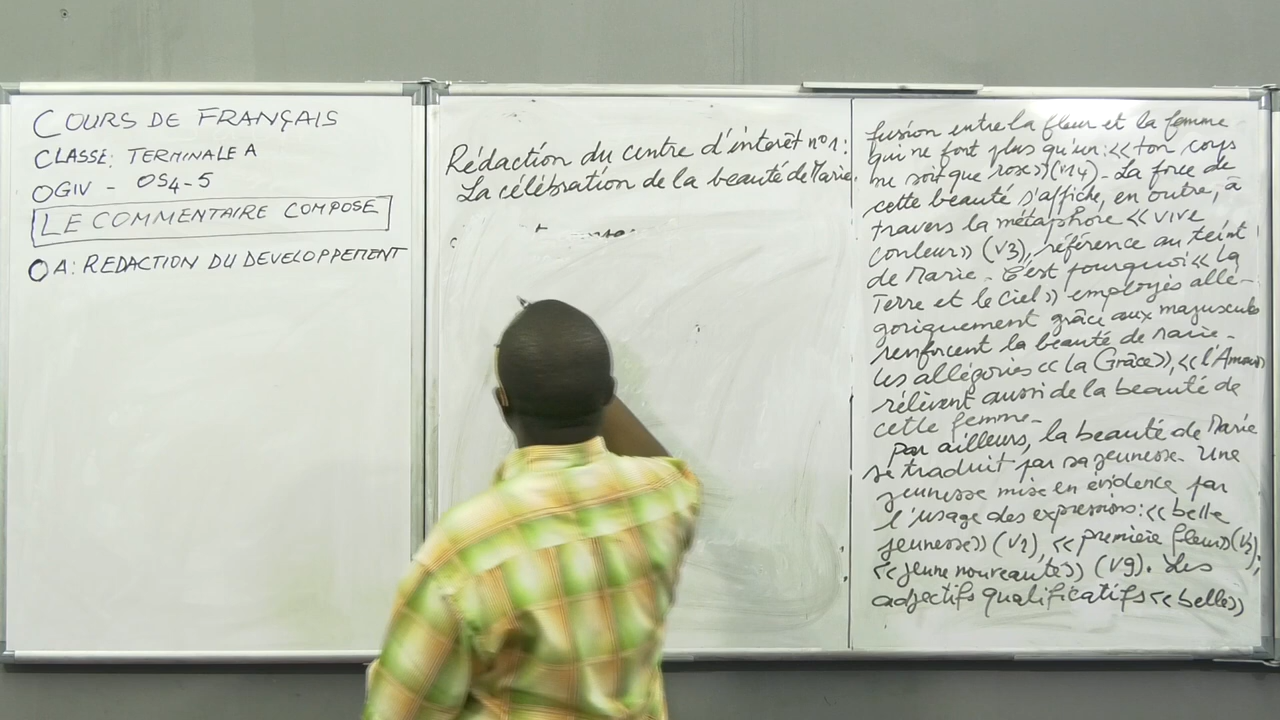 COURS DE FRANÇAIS
CLASSE: TERMINALE A
OGIV - OS4-5
LE COMMENTAIRE COMPOSE
OA: REDACTION DU DEVELOPPEMENT
Rédaction du centre d'intérêt n°1:
La célébration de la beauté de Marie.
fusion entre la fleur et la femme
qui ne font plus qu'un: << ton corps
ne soit que rose>> (v14). La force de
cette beauté s'affiche, en outre, à
travers la métaphore << vive
couleur>> (v3), référence au teint
de Marie. C'est pourquoi << La
Terre et le ciel>> employés allé-
goriquement grâce aux majuscules
renforcent la beauté de Marie.
Les allégories << la Grâce>>, << l'Amour>>
rélèvent aussi de la beauté de
cette femme.
Par ailleurs, la beauté de Marie
se traduit par sa jeunesse. Une
jeunesse mise en évidence par
l'usage des expressions: << belle
jeunesse>> (v2), << première fleur>> (v3),
<< jeune nouveauté>> (v9). Les
adjectifs qualificatifs << belle>>